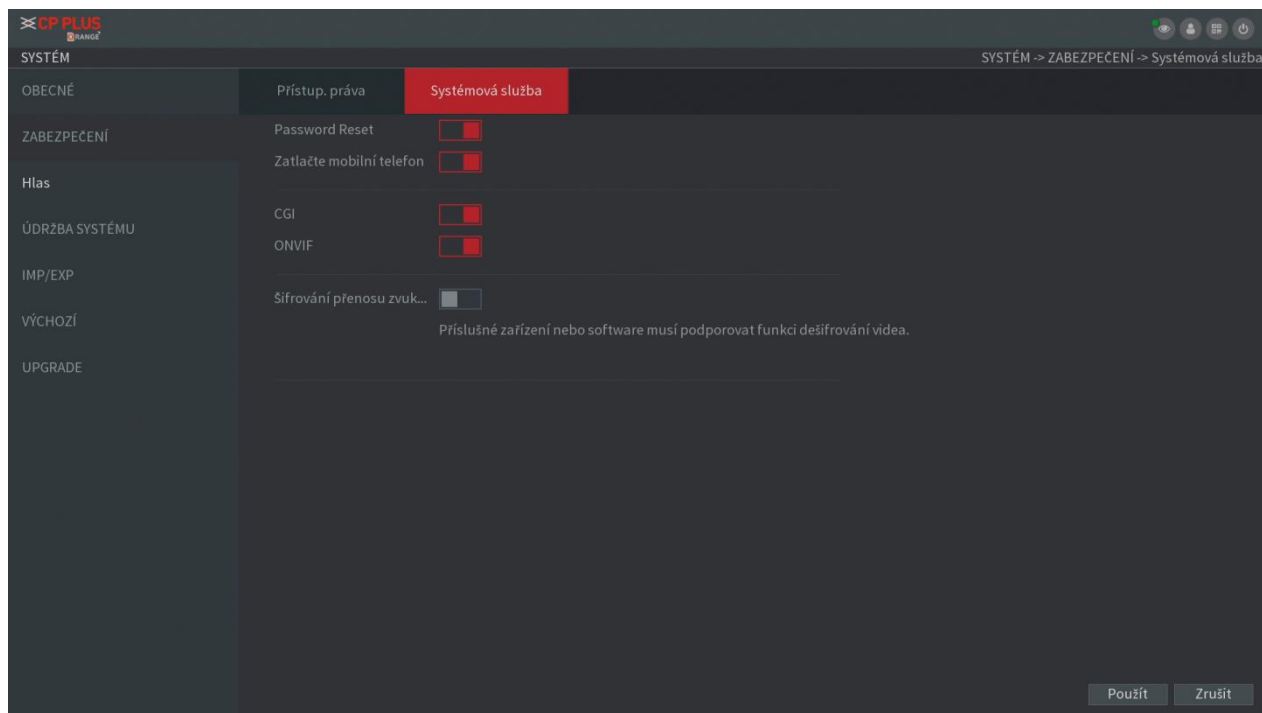 CP PLUS
ORANGE
SYSTÉM
SYSTÉM -> ZABEZPEČENÍ -> Systémová služba
OBECNÉ
Přístup. práva
Systémová služba
ZABEZPEČENÍ
Password Reset
Zatlačte mobilní telefon
Hlas
CGI
ÚDRŽBA SYSTÉMU
ONVIF
IMP/EXP
Šifrování přenosu zvuk...
VÝCHOZÍ
Příslušné zařízení nebo software musí podporovat funkci dešifrování videa.
UPGRADE
Použít
Zrušit